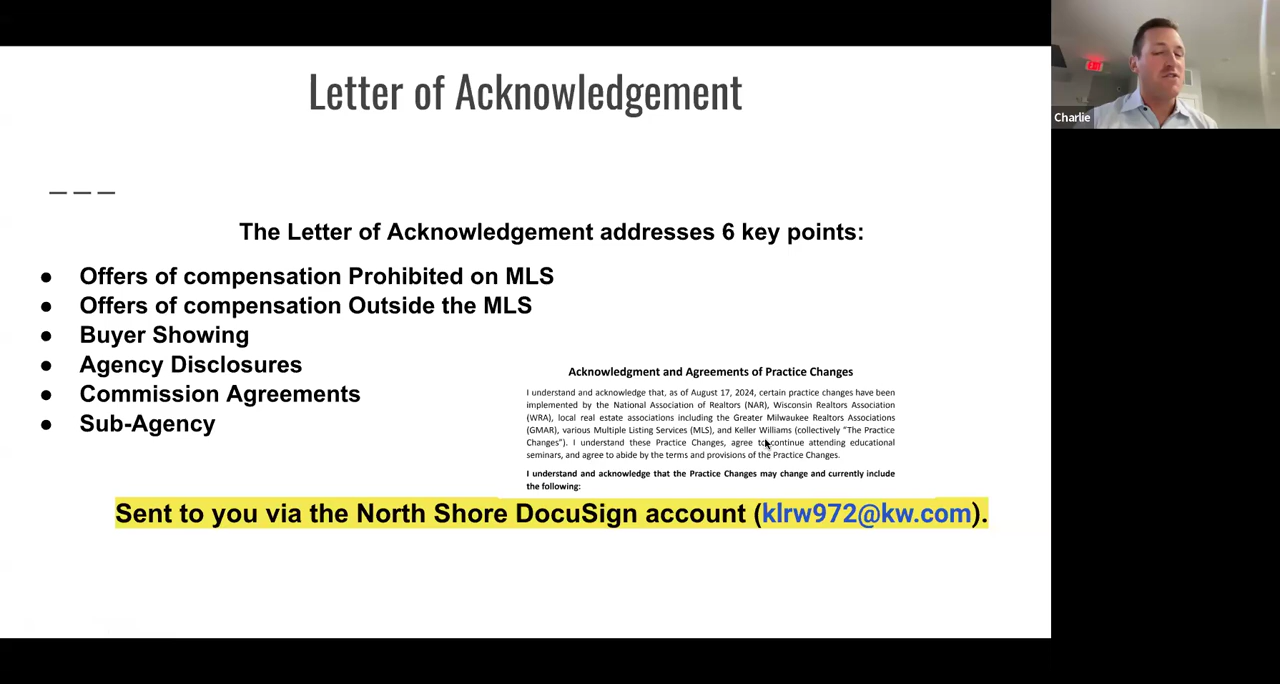 Letter of Acknowledgement
Charlie
The Letter of Acknowledgement addresses 6 key points:
● Offers of compensation Prohibited on MLS
● Offers of compensation Outside the MLS
● Buyer Showing
● Agency Disclosures
● Commission Agreements
● Sub-Agency
Acknowledgment and Agreements of Practice Changes
I understand and acknowledge that, as of August 17, 2024, certain practice changes have been
implemented by the National Association of Realtors (NAR), Wisconsin Realtors Association
(WRA), local real estate associations including the Greater Milwaukee Realtors Associations
(GMAR), various Multiple Listing Services (MLS), and Keller Williams (collectively “The Practice
Changes”). I understand these Practice Changes, agree to continue attending educational
seminars, and agree to abide by the terms and provisions of the Practice Changes.
I understand and acknowledge that the Practice Changes may change and currently include
the following:
Sent to you via the North Shore DocuSign account (klrw972@kw.com).